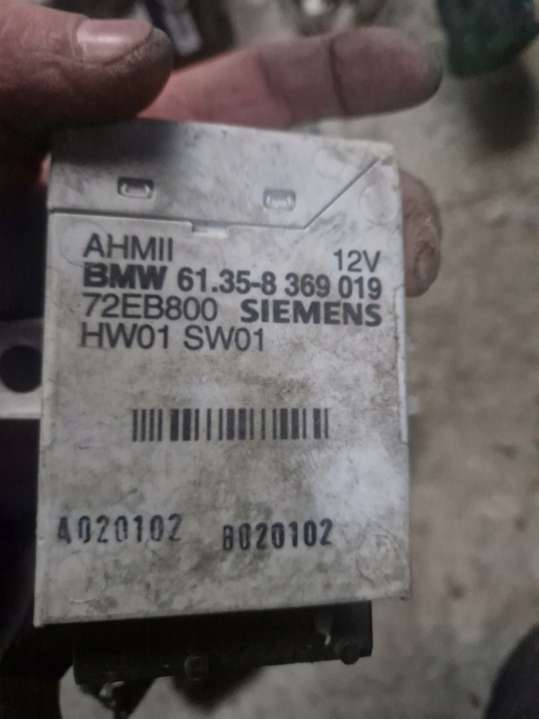 AHMII 12V
BMW 61.35-8 369 019
72EB800 SIEMENS
HW01 SW01
A020102 B020102